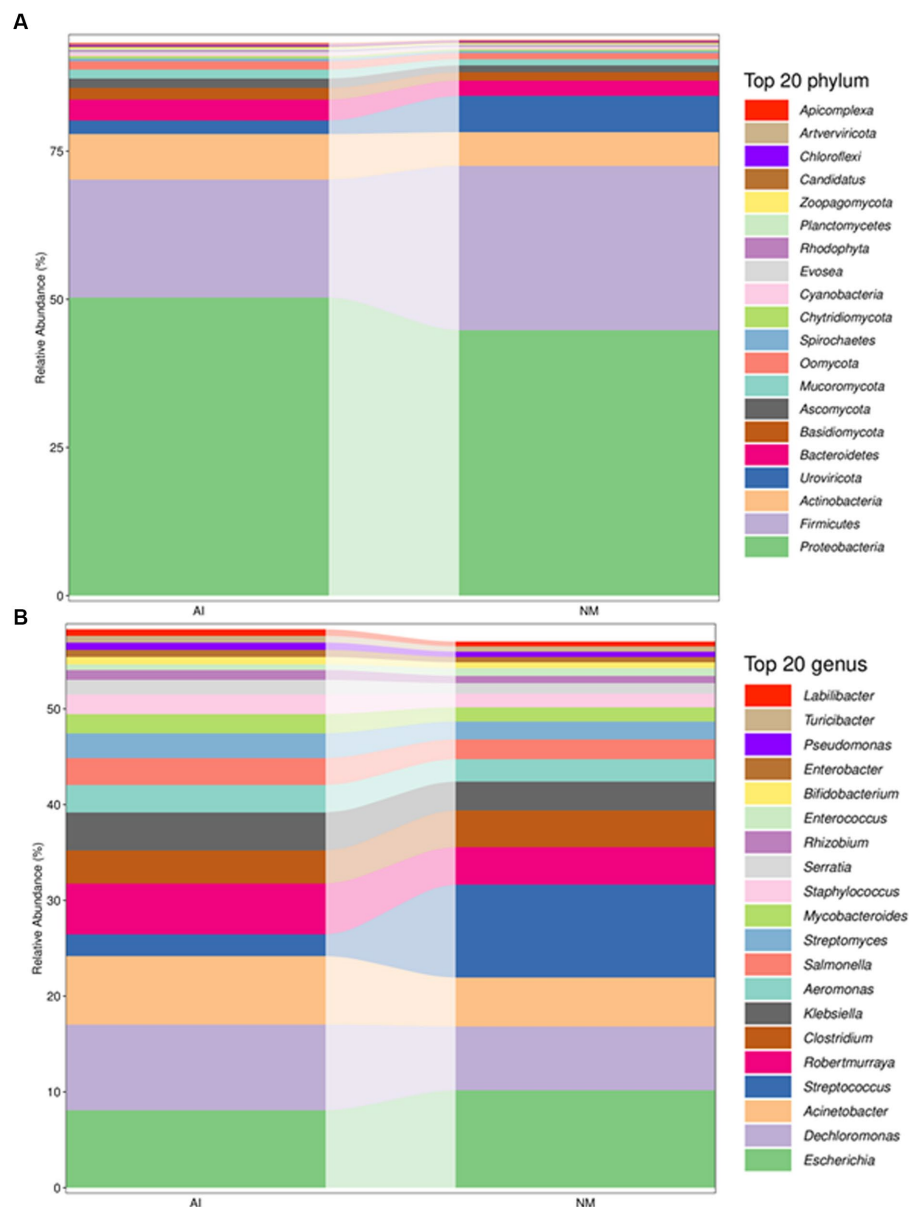 A
Relative Abundance (%)
75
50
25
0
AI
NM
Top 20 phylum
Apicomplexa
Artverviricota
Chloroflexi
Candidatus
Zoopagomycota
Planctomycetes
Rhodophyta
Evosea
Cyanobacteria
Chytridiomycota
Spirochaetes
Oomycota
Mucoromycota
Ascomycota
Basidiomycota
Bacteroidetes
Uroviricota
Actinobacteria
Firmicutes
Proteobacteria
B
Relative Abundance (%)
50
40
30
20
10
0
AI
NM
Top 20 genus
Labilibacter
Turicibacter
Pseudomonas
Enterobacter
Bifidobacterium
Enterococcus
Rhizobium
Serratia
Staphylococcus
Mycobacteroides
Streptomyces
Salmonella
Aeromonas
Klebsiella
Clostridium
Robertmurraya
Streptococcus
Acinetobacter
Dechloromonas
Escherichia